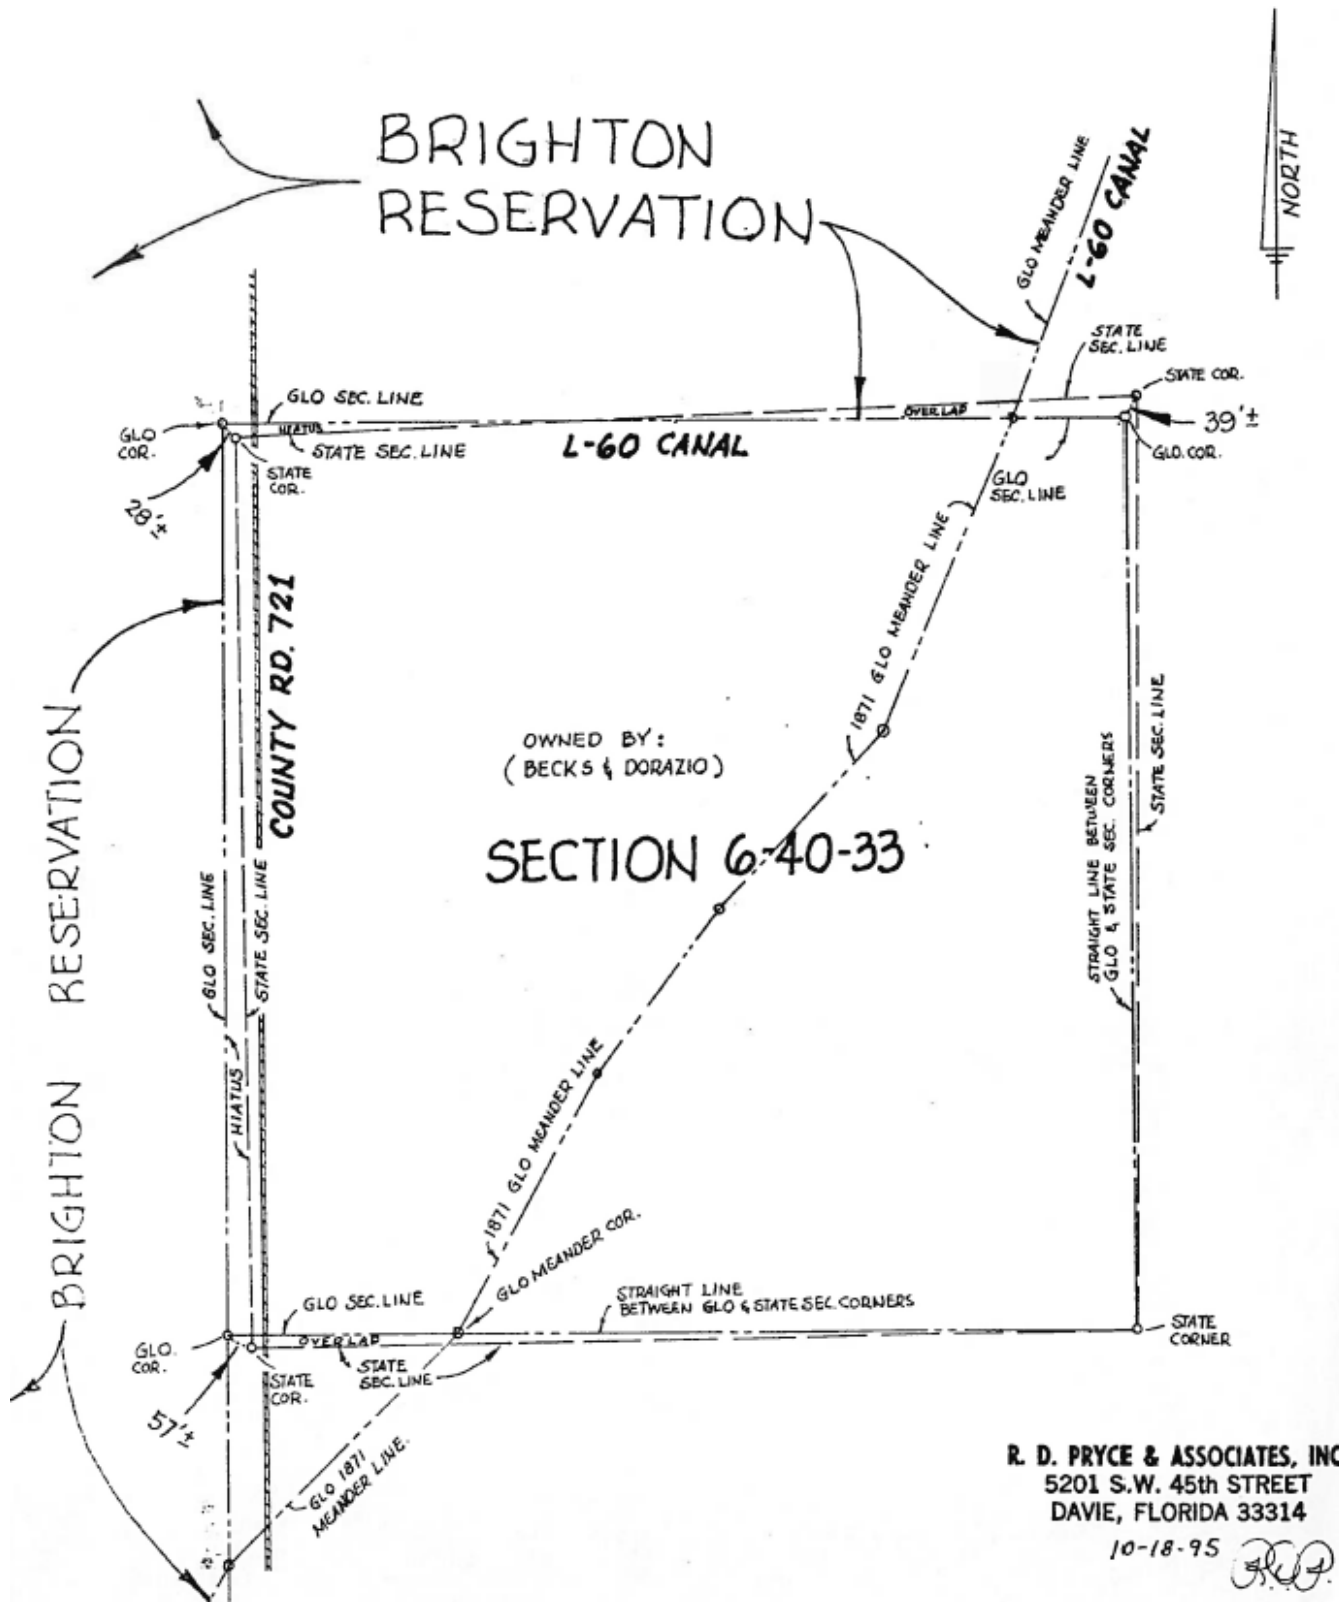 BRIGHTON
RESERVATION
NORTH
GLO MEANDER LINE
L-60 CANAL
STATE
SEC. LINE
STATE COR.
GLO SEC. LINE
OVERLAP
39'±
GLO
COR.
HIATUS
STATE SEC. LINE
L-60 CANAL
GLO. COR.
STATE
COR.
GLO
SEC. LINE
28'±
1871 GLO MEANDER LINE
COUNTY RD. 721
BRIGHTON RESERVATION
OWNED BY:
(BECKS & DORAZIO)
SECTION 6-40-33
STATE SEC. LINE
STRAIGHT LINE BETWEEN
GLO & STATE SEC. CORNERS
GLO SEC. LINE
STATE SEC. LINE
HIATUS
1871 GLO MEANDER LINE
GLO MEANDER COR.
GLO SEC. LINE
STRAIGHT LINE
BETWEEN GLO & STATE SEC. CORNERS
GLO.
COR.
OVERLAP
STATE
SEC. LINE
STATE
CORNER
STATE
COR.
57'±
GLO 1871
MEANDER LINE.
R. D. PRYCE & ASSOCIATES, INC
5201 S.W. 45th STREET
DAVIE, FLORIDA 33314
10-18-95